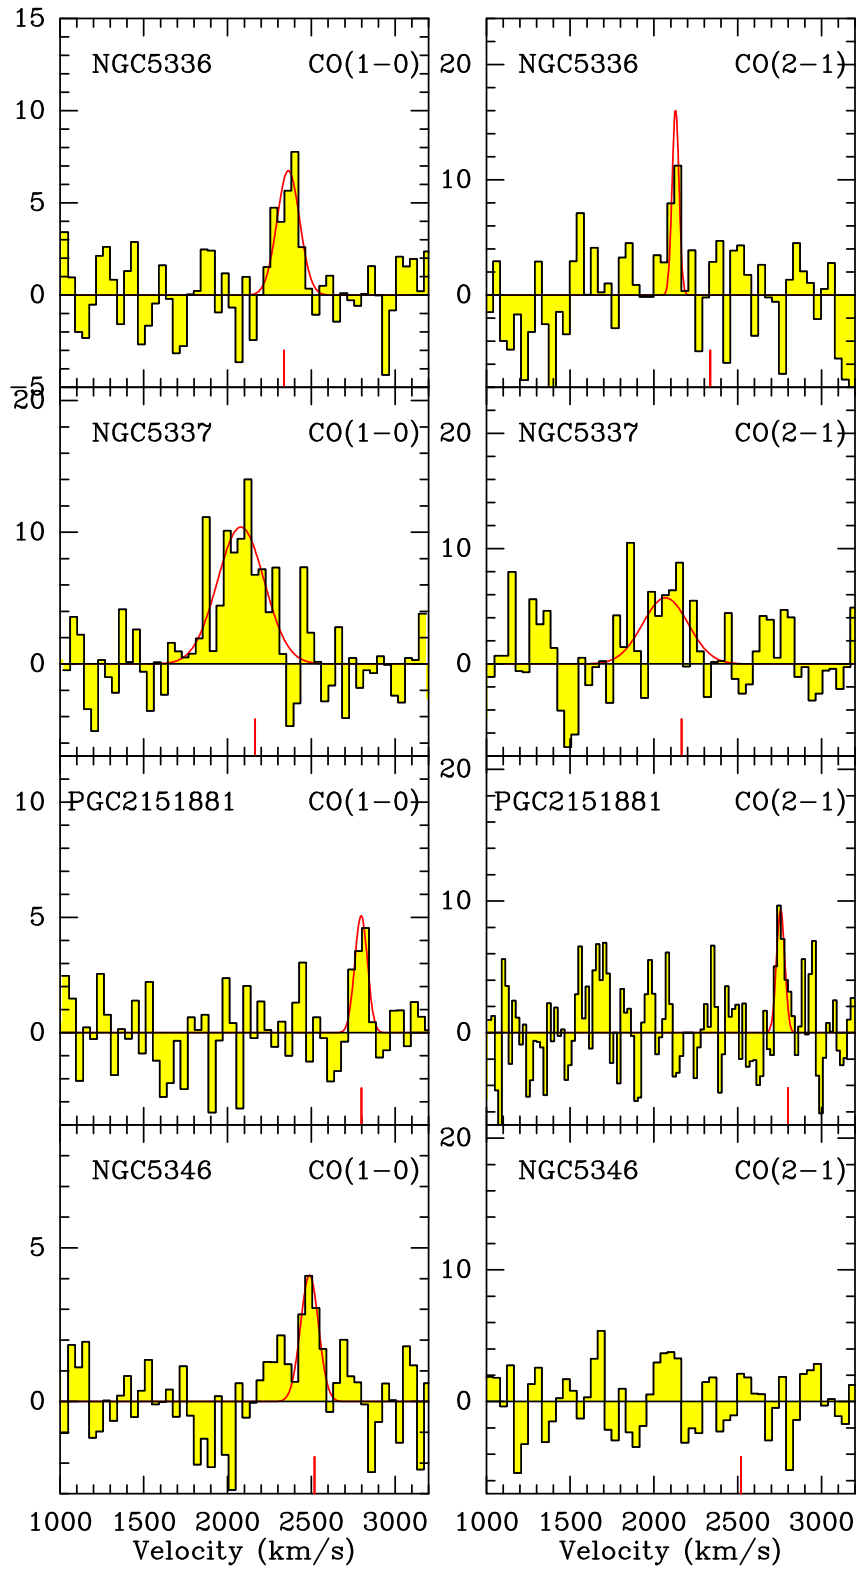 15
NGC5336 CO(1−0)
10
5
0
−5
NGC5336 CO(2−1)
20
10
0
20
NGC5337 CO(1−0)
10
0
NGC5337 CO(2−1)
20
10
0
PGC2151881 CO(1−0)
10
5
0
20
PGC2151881 CO(2−1)
10
0
NGC5346 CO(1−0)
5
0
20
NGC5346 CO(2−1)
10
0
1000 1500 2000 2500 3000
Velocity (km/s)
1000 1500 2000 2500 3000
Velocity (km/s)